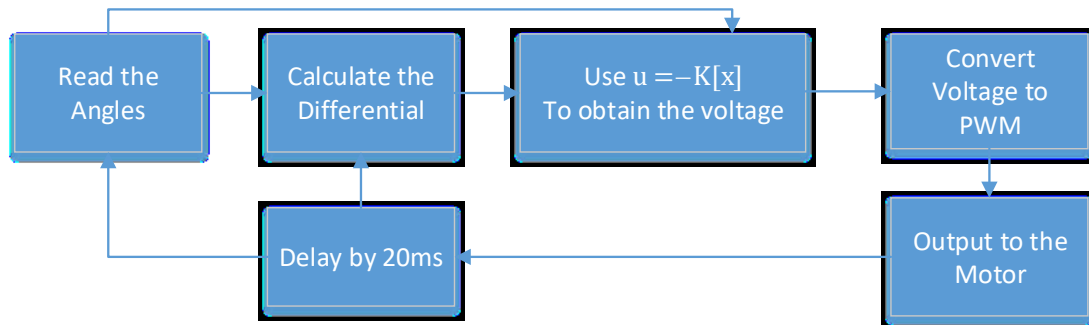 Read the
Angles
Calculate the
Differential
Use u =−K[x]
To obtain the voltage
Convert
Voltage to
PWM
Delay by 20ms
Output to the
Motor